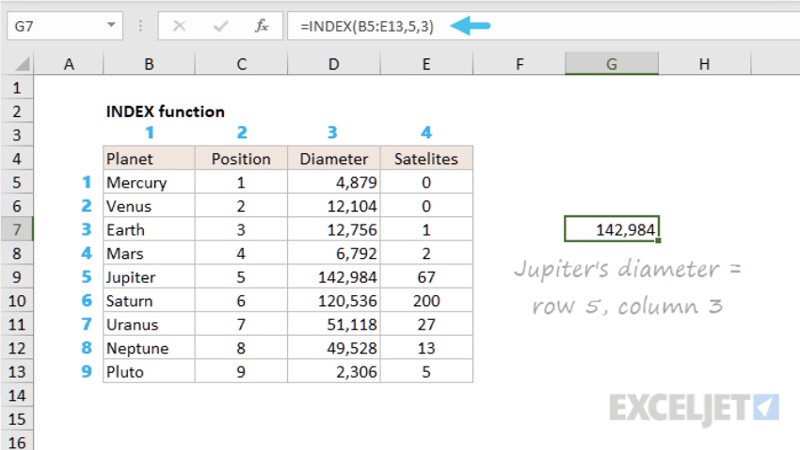 G7 fx =INDEX(B5:E13,5,3)
A B C D E F G H
1
2 INDEX function
3 1 2 3 4
4 Planet Position Diameter Satelites
5 1 Mercury 1 4,879 0
6 2 Venus 2 12,104 0
7 3 Earth 3 12,756 1 142,984
8 4 Mars 4 6,792 2
9 5 Jupiter 5 142,984 67
10 6 Saturn 6 120,536 200
11 7 Uranus 7 51,118 27
12 8 Neptune 8 49,528 13
13 9 Pluto 9 2,306 5
Jupiter's diameter =
row 5, column 3
14
15
16
EXCELJET